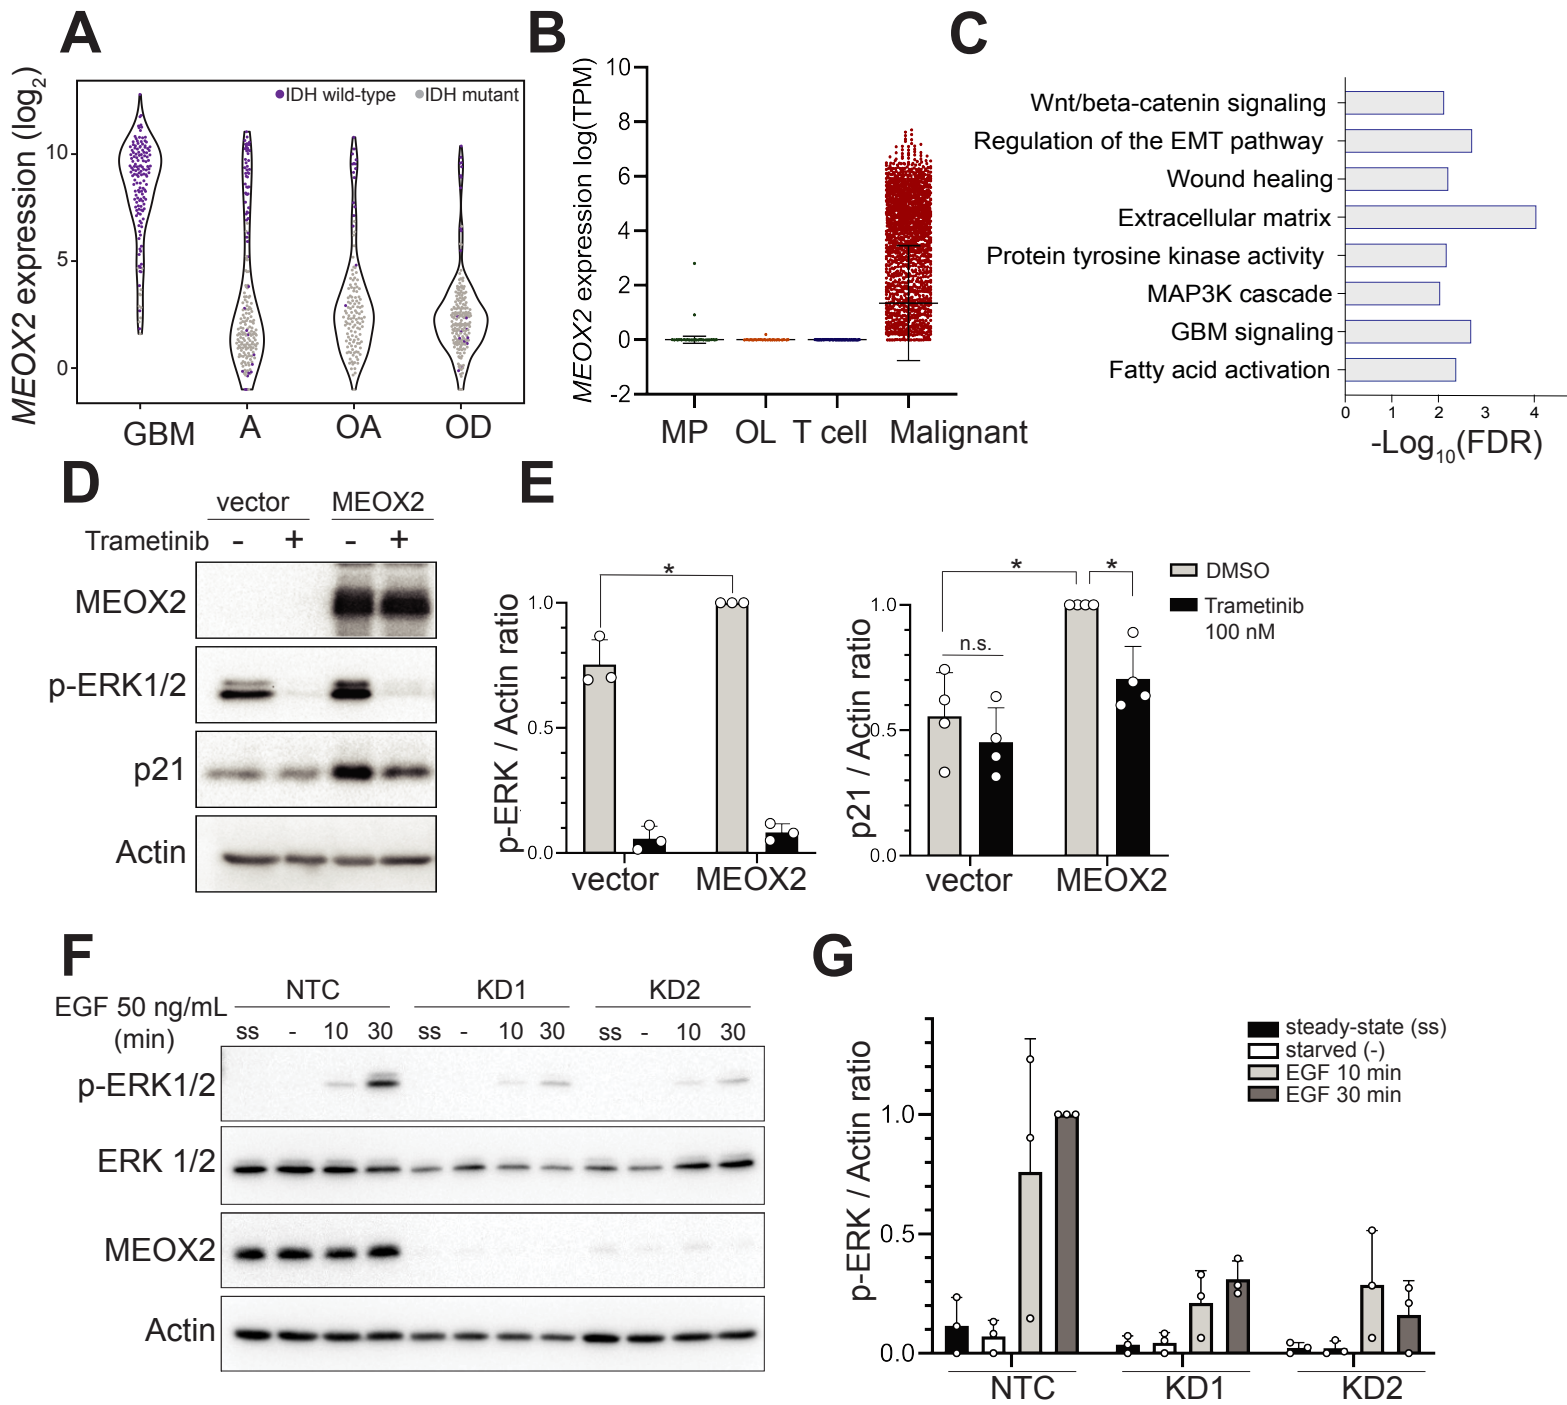 A
MEOX2 expression (log2)
IDH wild-type IDH mutant
10
5
0
GBM A OA OD
B
MEOX2 expression log(TPM)
10
8
6
4
2
0
-2
MP OL T cell Malignant
C
Wnt/beta-catenin signaling
Regulation of the EMT pathway
Wound healing
Extracellular matrix
Protein tyrosine kinase activity
MAP3K cascade
GBM signaling
Fatty acid activation
0 1 2 3 4
-Log10(FDR)
D
vector MEOX2
Trametinib - + - +
MEOX2
p-ERK1/2
p21
Actin
E
p-ERK / Actin ratio
1.0
0.5
0.0
*
vector MEOX2
p21 / Actin ratio
1.0
0.5
0.0
* *
n.s.
vector MEOX2
DMSO
Trametinib
100 nM
F
NTC KD1 KD2
EGF 50 ng/mL
(min)
ss - 10 30 ss - 10 30 ss - 10 30
p-ERK1/2
ERK 1/2
MEOX2
Actin
G
p-ERK / Actin ratio
1.0
0.5
0.0
steady-state (ss)
starved (-)
EGF 10 min
EGF 30 min
NTC KD1 KD2